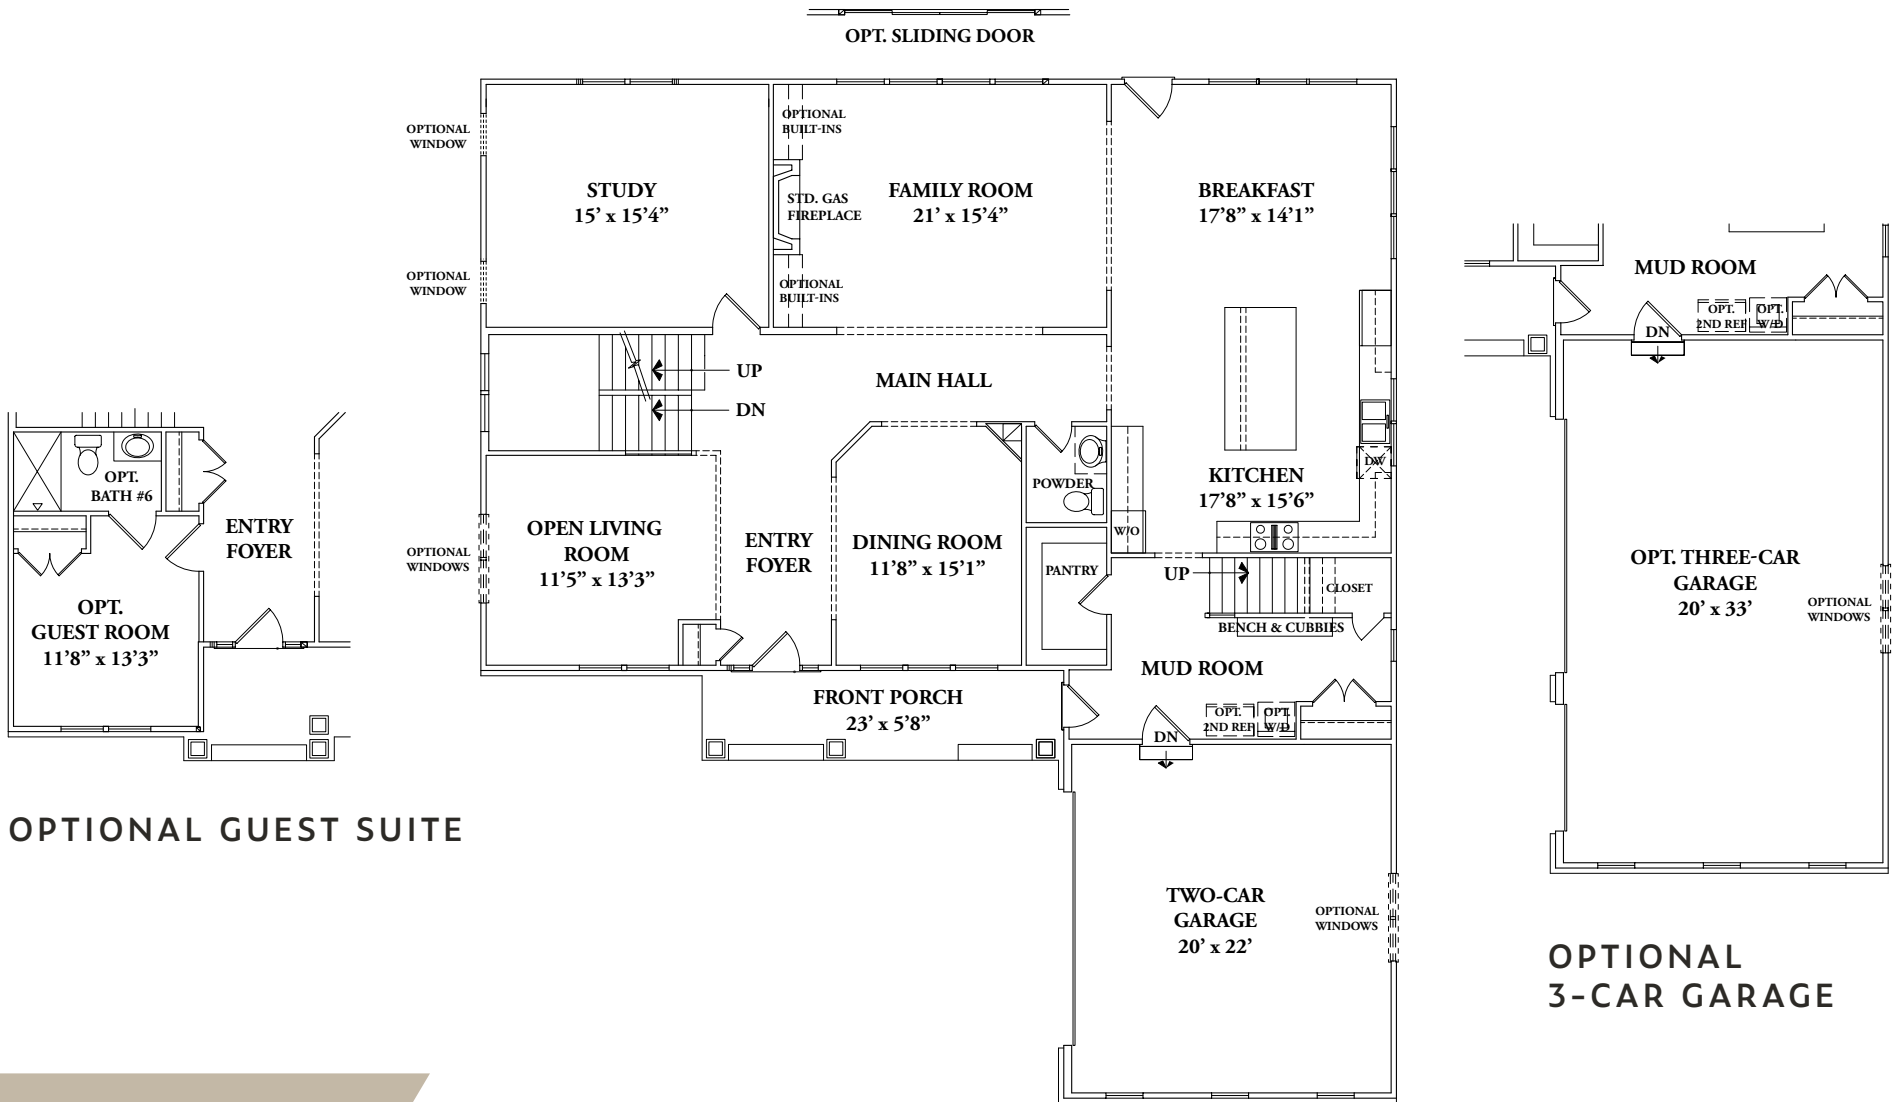 OPT. SLIDING DOOR
OPTIONAL
WINDOW
STUDY
15’ x 15’4”
OPTIONAL
WINDOW
OPTIONAL
BUILT-INS
STD. GAS
FIREPLACE
OPTIONAL
BUILT-INS
FAMILY ROOM
21’ x 15’4”
BREAKFAST
17’8” x 14’1”
UP
DN
MAIN HALL
KITCHEN
17’8” x 15’6”
DW
POWDER
W/O
PANTRY
OPTIONAL
WINDOWS
OPEN LIVING
ROOM
11’5” x 13’3”
ENTRY
FOYER
DINING ROOM
11’8” x 15’1”
UP
CLOSET
BENCH & CUBBIES
MUD ROOM
OPT.
2ND REF
OPT.
W/D
DN
FRONT PORCH
23’ x 5’8”
TWO-CAR
GARAGE
20’ x 22’
OPTIONAL
WINDOWS
OPT.
BATH #6
ENTRY
FOYER
OPT.
GUEST ROOM
11’8” x 13’3”
OPTIONAL GUEST SUITE
MUD ROOM
OPT.
2ND REF
OPT.
W/D
DN
OPT. THREE-CAR
GARAGE
20’ x 33’
OPTIONAL
WINDOWS
OPTIONAL
3-CAR GARAGE